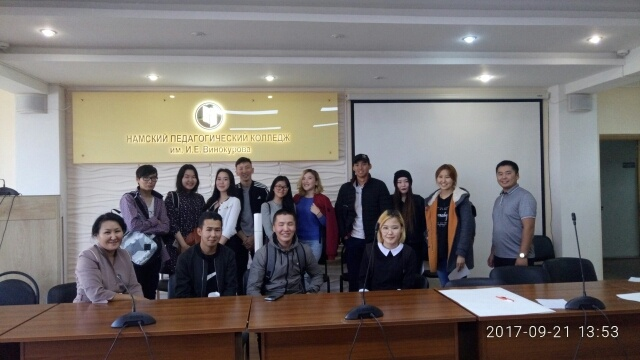 НАМСКИЙ ПЕДАГОГИЧЕСКИЙ КОЛЛЕДЖ
им. И.Е. Винокурова
2017-09-21 13:53